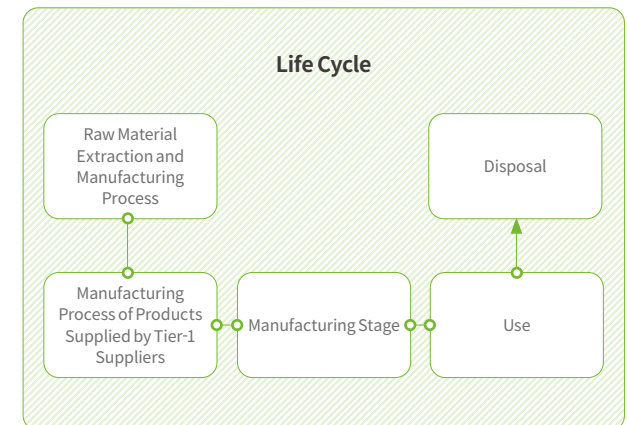 Life Cycle
Raw Material
Extraction and
Manufacturing
Process
Disposal
Manufacturing
Process of Products
Supplied by Tier-1
Suppliers
Manufacturing Stage
Use